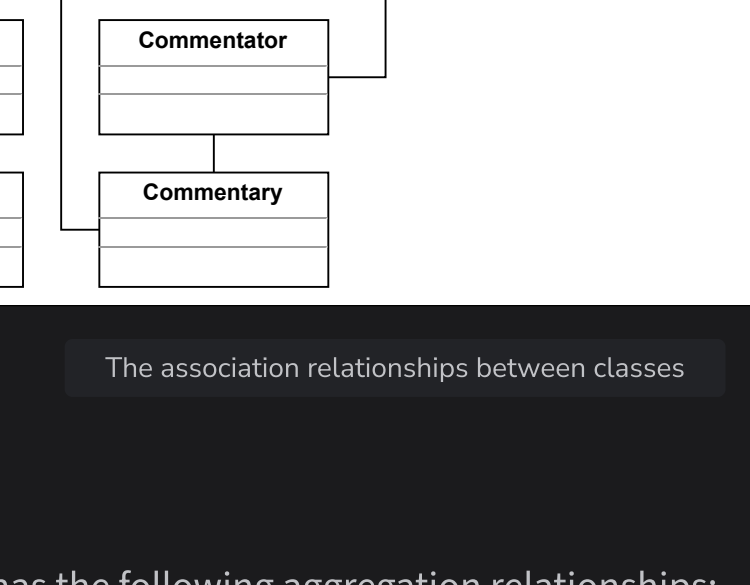 Commentator
Commentary
The association relationships between classes
has the following aggregation relationships: